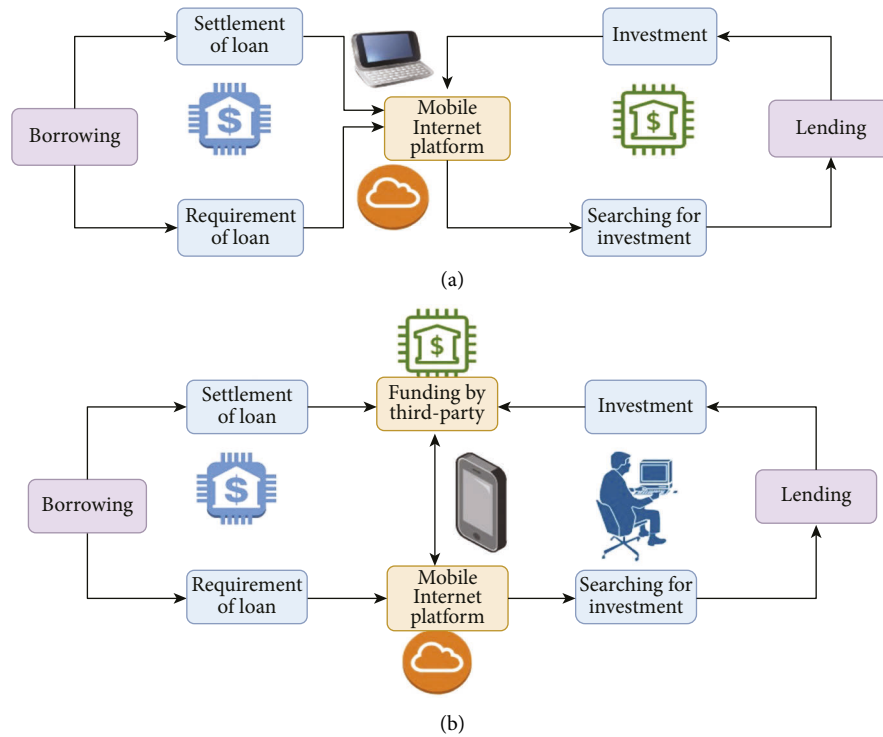 Settlement
of loan
Investment
Borrowing
Mobile
Internet
platform
Lending
Requirement
of loan
Searching for
investment
(a)
Settlement
of loan
Funding by
third-party
Investment
Borrowing
Lending
Requirement
of loan
Mobile
Internet
platform
Searching for
investment
(b)